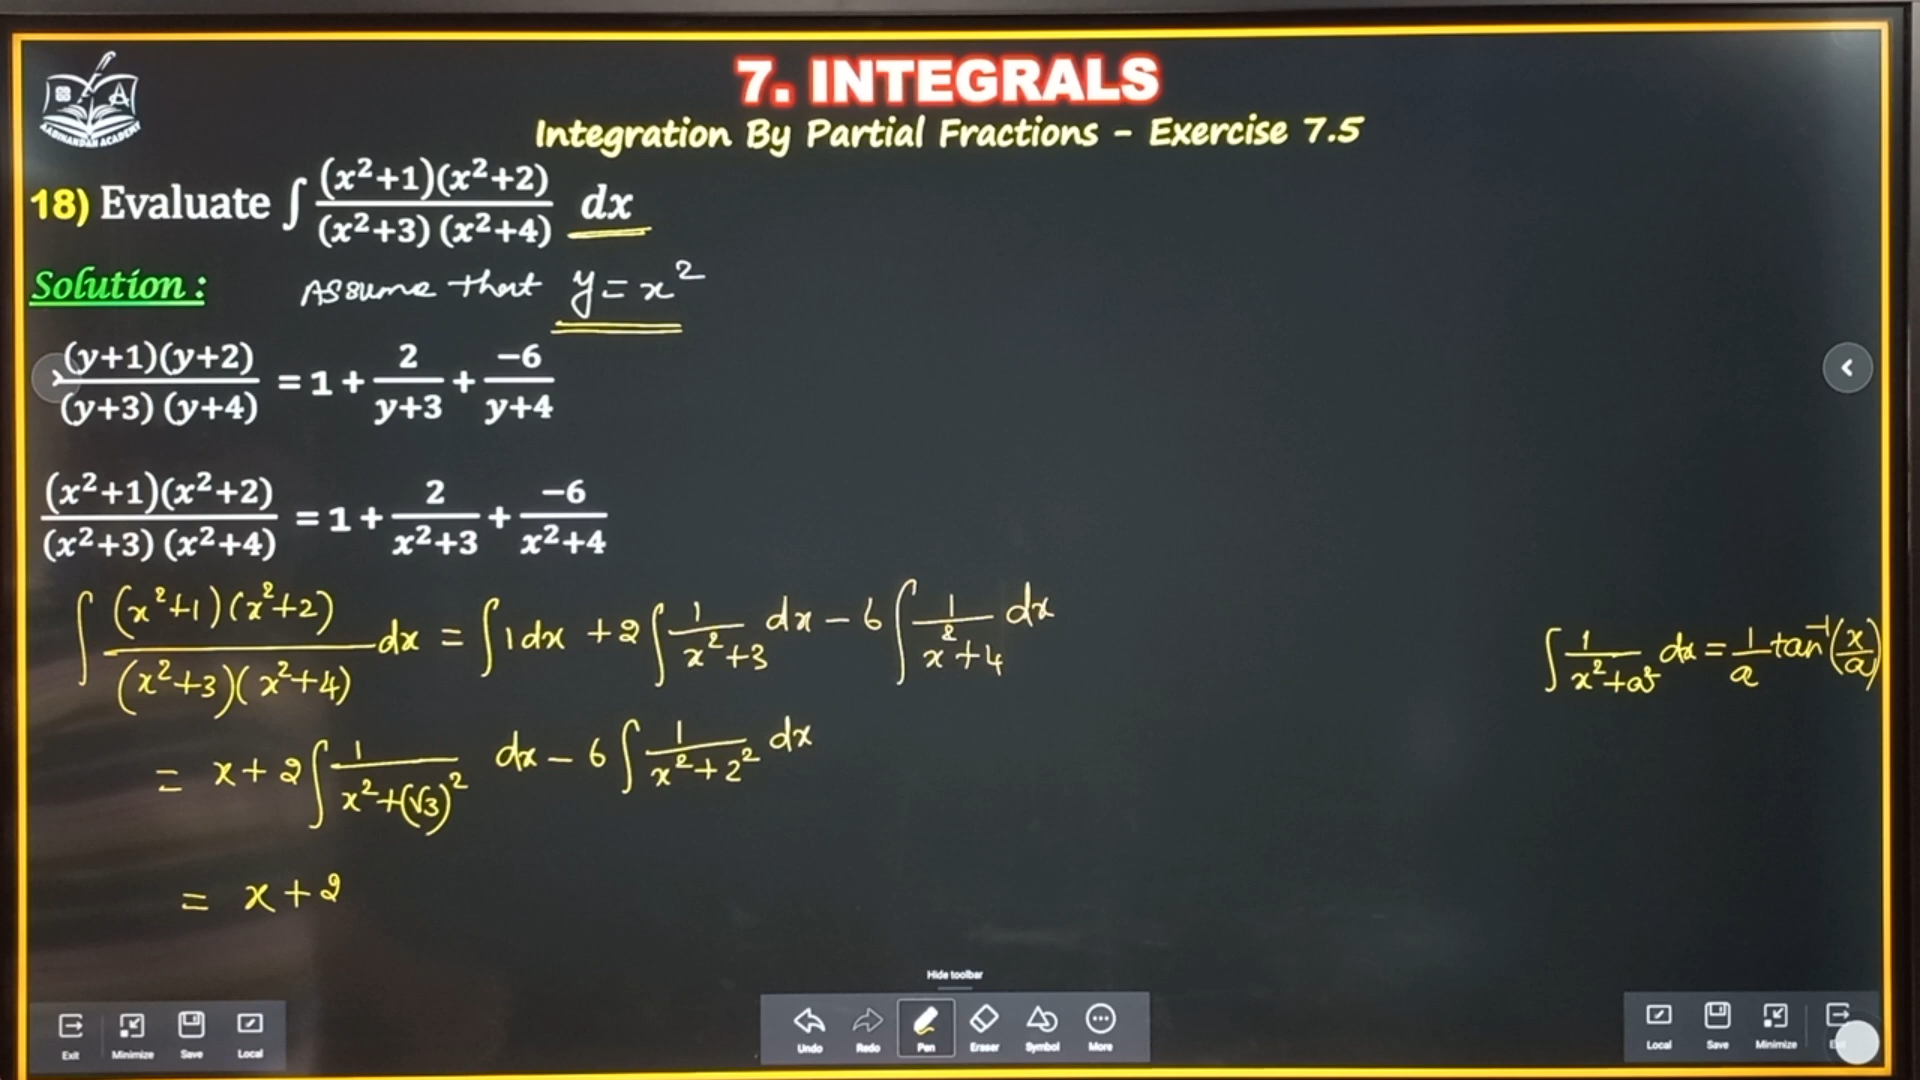 AABINANDAN ACADEMY
7. INTEGRALS
Integration By Partial Fractions - Exercise 7.5
18) Evaluate ∫ (x²+1)(x²+2) / (x²+3) (x²+4) dx
Solution : Assume that y = x²
(y+1)(y+2) / (y+3) (y+4) = 1 + 2 / y+3 + −6 / y+4
(x²+1)(x²+2) / (x²+3) (x²+4) = 1 + 2 / x²+3 + −6 / x²+4
∫ (x²+1)(x²+2) / (x²+3)(x²+4) dx = ∫ 1 dx + 2 ∫ 1 / x²+3 dx − 6 ∫ 1 / x²+4 dx
∫ 1 / x²+a² dx = 1/a tan⁻¹(x/a)
= x + 2 ∫ 1 / x²+(√3)² dx − 6 ∫ 1 / x²+2² dx
= x + 2
Hide toolbar
Exit Minimize Save Local
Undo Redo Pen Eraser Symbol More
Local Save Minimize